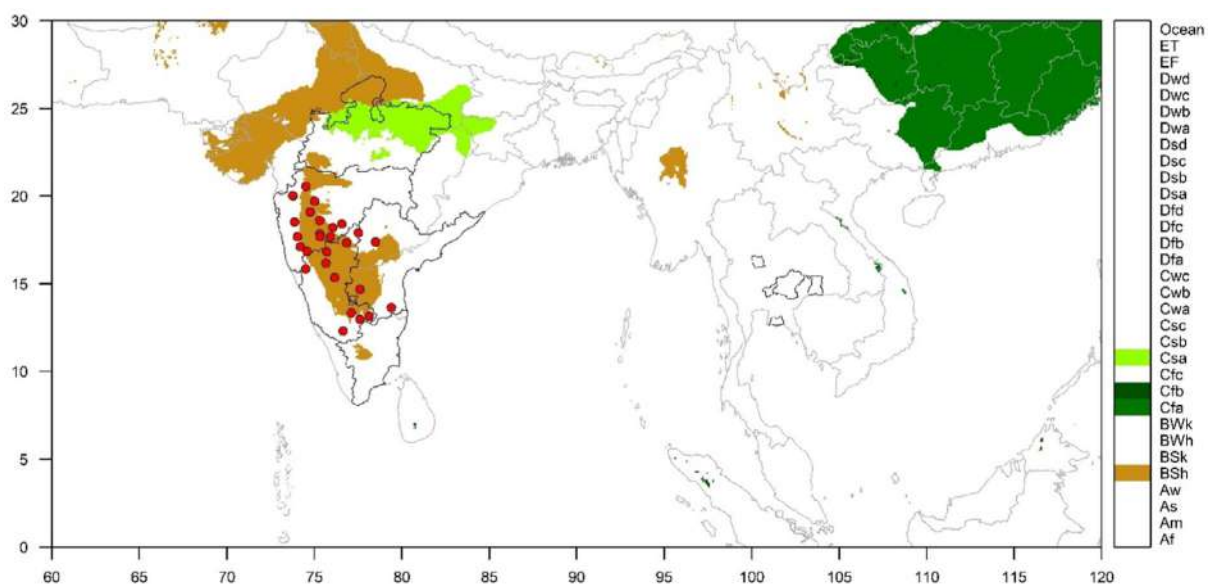 30
25
20
15
10
5
0
60 65 70 75 80 85 90 95 100 105 110 115 120
Ocean
ET
EF
Dwd
Dwc
Dwb
Dwa
Dsd
Dsc
Dsb
Dsa
Dfd
Dfc
Dfb
Dfa
Cwc
Cwb
Cwa
Csc
Csb
Csa
Cfc
Cfb
Cfa
BWk
BWh
BSk
BSh
Aw
As
Am
Af